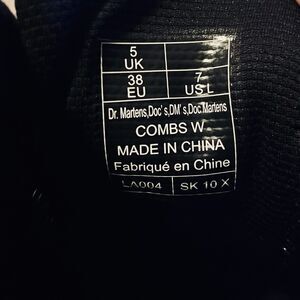 5
UK
38 7
EU US L
Dr. Martens,Doc's,DM's,Doc.Martens
COMBS W
MADE IN CHINA
Fabriqué en Chine
LA004 SK 10 X